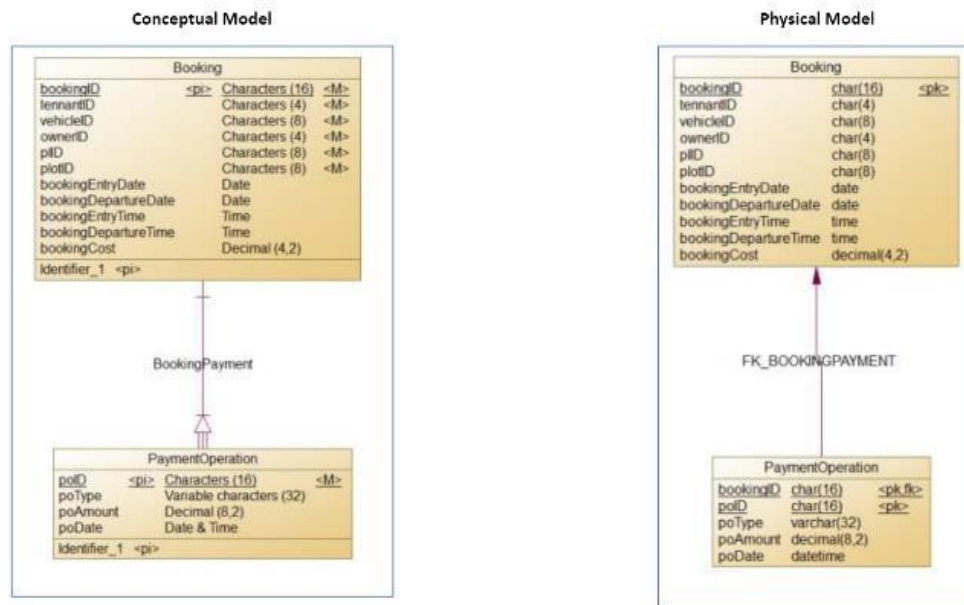 Conceptual Model
Booking
bookingID <pi> Characters (16) <M>
tennantID Characters (4) <M>
vehicleID Characters (8) <M>
ownerID Characters (4) <M>
pllD Characters (8) <M>
plotID Characters (8) <M>
bookingEntryDate Date
bookingDepartureDate Date
bookingEntryTime Time
bookingDepartureTime Time
bookingCost Decimal (4,2)
Identifier_1 <pi>
BookingPayment
PaymentOperation
poID <pi> Characters (16) <M>
poType Variable characters (32)
poAmount Decimal (8,2)
poDate Date & Time
Identifier_1 <pi>
Physical Model
Booking
bookingID char(16) <pk>
tennantID char(4)
vehicleID char(8)
ownerID char(4)
pllD char(8)
plotID char(8)
bookingEntryDate date
bookingDepartureDate date
bookingEntryTime time
bookingDepartureTime time
bookingCost decimal(4,2)
FK_BOOKINGPAYMENT
PaymentOperation
bookingID char(16) <pk,fk>
poID char(16) <pk>
poType varchar(32)
poAmount decimal(8,2)
poDate datetime